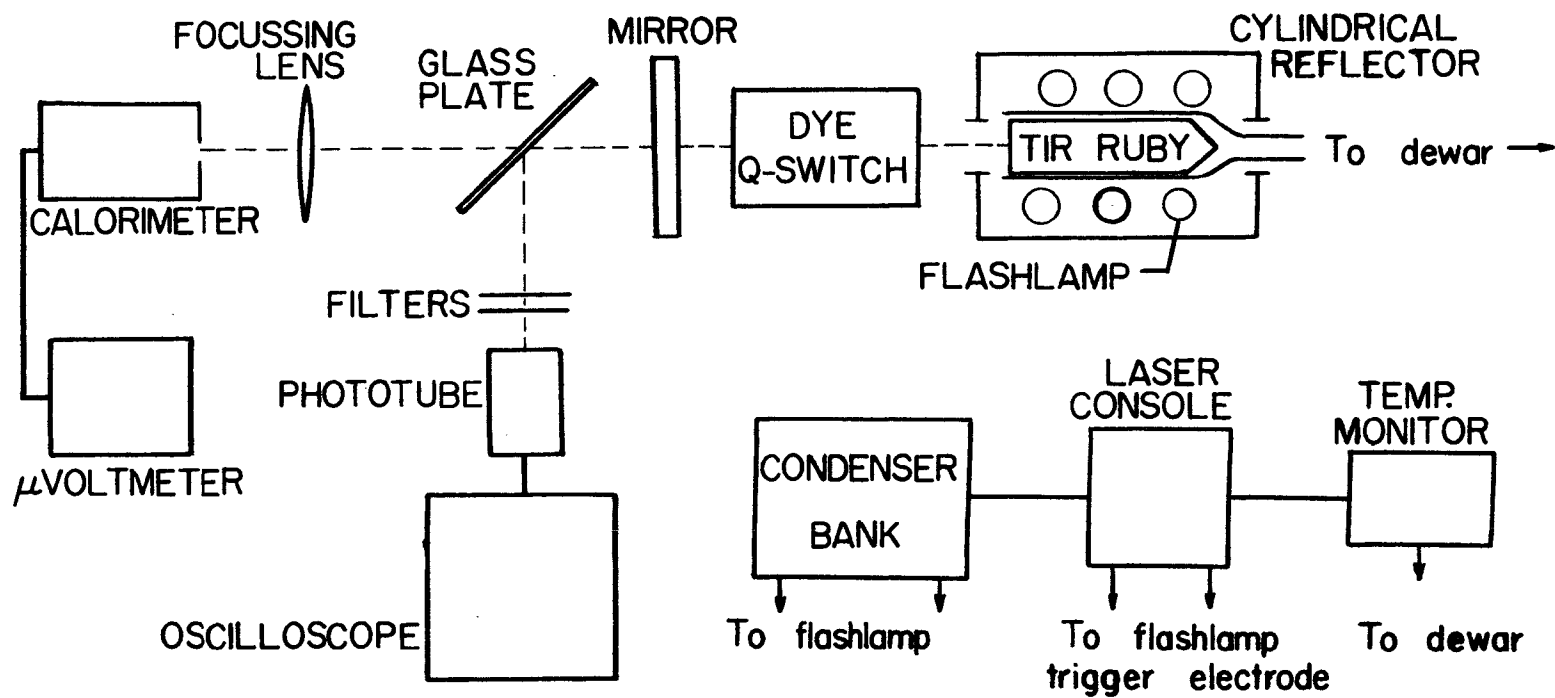 FOCUSSING
LENS
GLASS
PLATE
MIRROR
CYLINDRICAL
REFLECTOR
DYE
Q-SWITCH
TIR RUBY
To dewar
CALORIMETER
FLASHLAMP
FILTERS
PHOTOTUBE
μVOLTMETER
OSCILLOSCOPE
CONDENSER
BANK
LASER
CONSOLE
TEMP.
MONITOR
To flashlamp
To flashlamp
trigger electrode
To dewar